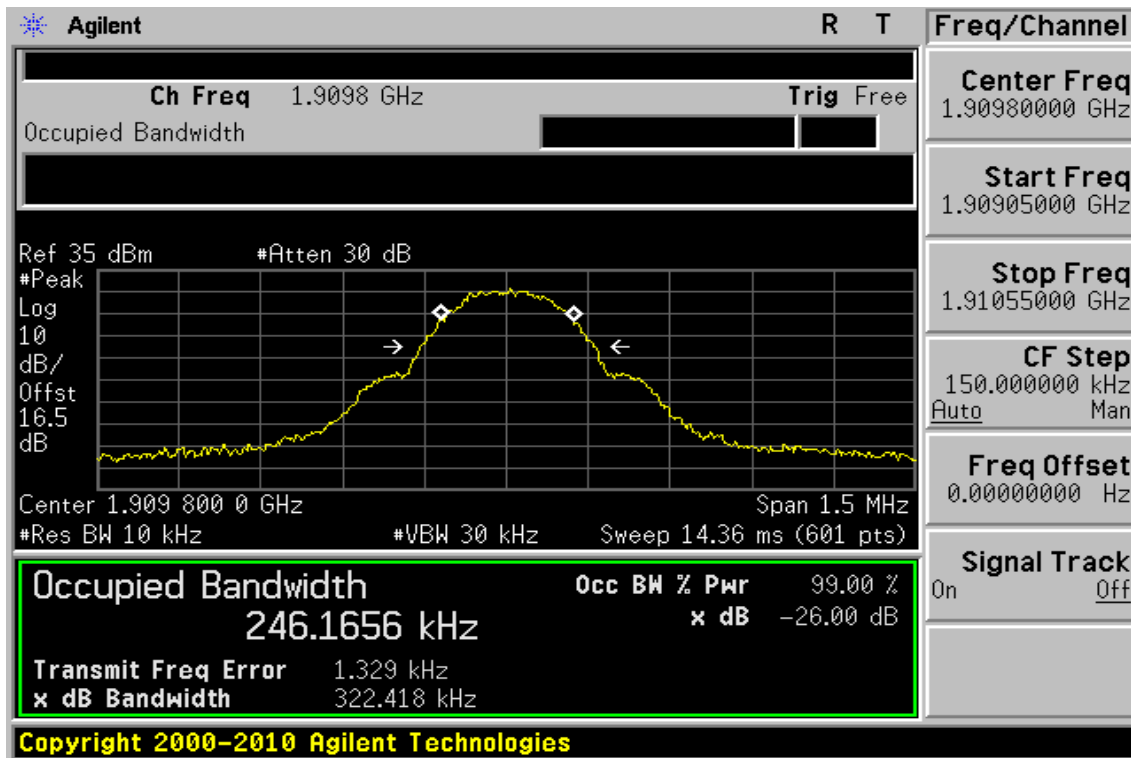 Agilent R T Freq/Channel
Ch Freq 1.9098 GHz Trig Free
Occupied Bandwidth
Center Freq
1.90980000 GHz
Start Freq
1.90905000 GHz
Stop Freq
1.91055000 GHz
CF Step
150.000000 kHz
Auto Man
Freq Offset
0.00000000 Hz
Signal Track
On Off
Ref 35 dBm #Atten 30 dB
#Peak
Log
10
dB/
Offst
16.5
dB
Center 1.909 800 0 GHz Span 1.5 MHz
#Res BW 10 kHz #VBW 30 kHz Sweep 14.36 ms (601 pts)
Occupied Bandwidth
246.1656 kHz
Occ BW % Pwr 99.00 %
x dB -26.00 dB
Transmit Freq Error 1.329 kHz
x dB Bandwidth 322.418 kHz
Copyright 2000-2010 Agilent Technologies